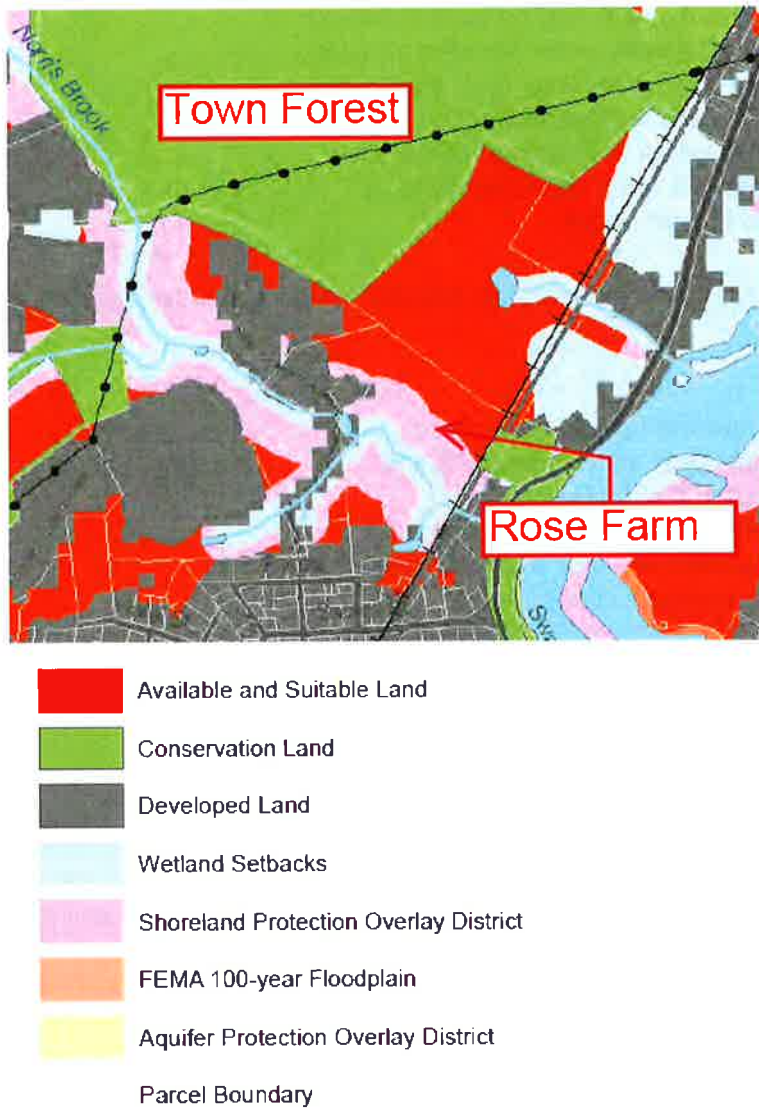 Norris Brook
Town Forest
Rose Farm
Available and Suitable Land
Conservation Land
Developed Land
Wetland Setbacks
Shoreland Protection Overlay District
FEMA 100-year Floodplain
Aquifer Protection Overlay District
Parcel Boundary